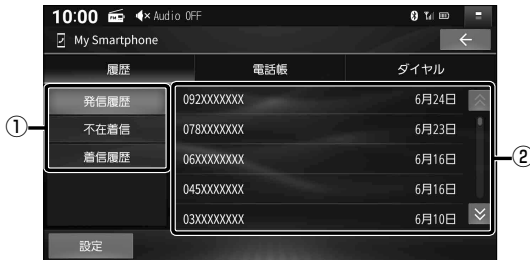 10:00 Audio OFF
My Smartphone
履歴 電話帳 ダイヤル
発信履歴 092XXXXXXX 6月24日
① 不在着信 078XXXXXXX 6月23日 ②
着信履歴 06XXXXXXXX 6月16日
045XXXXXXX 6月16日
03XXXXXXXX 6月10日
設定